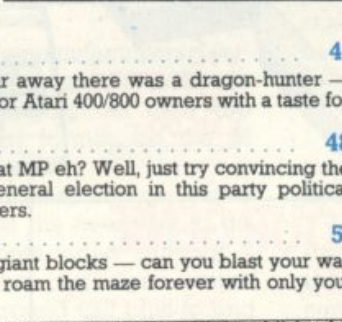 4
r away there was a dragon-hunter —
or Atari 400/800 owners with a taste fo
48
at MP eh? Well, just try convincing the
eneral election in this party politica
ers.
5
giant blocks — can you blast your wa
roam the maze forever with only you